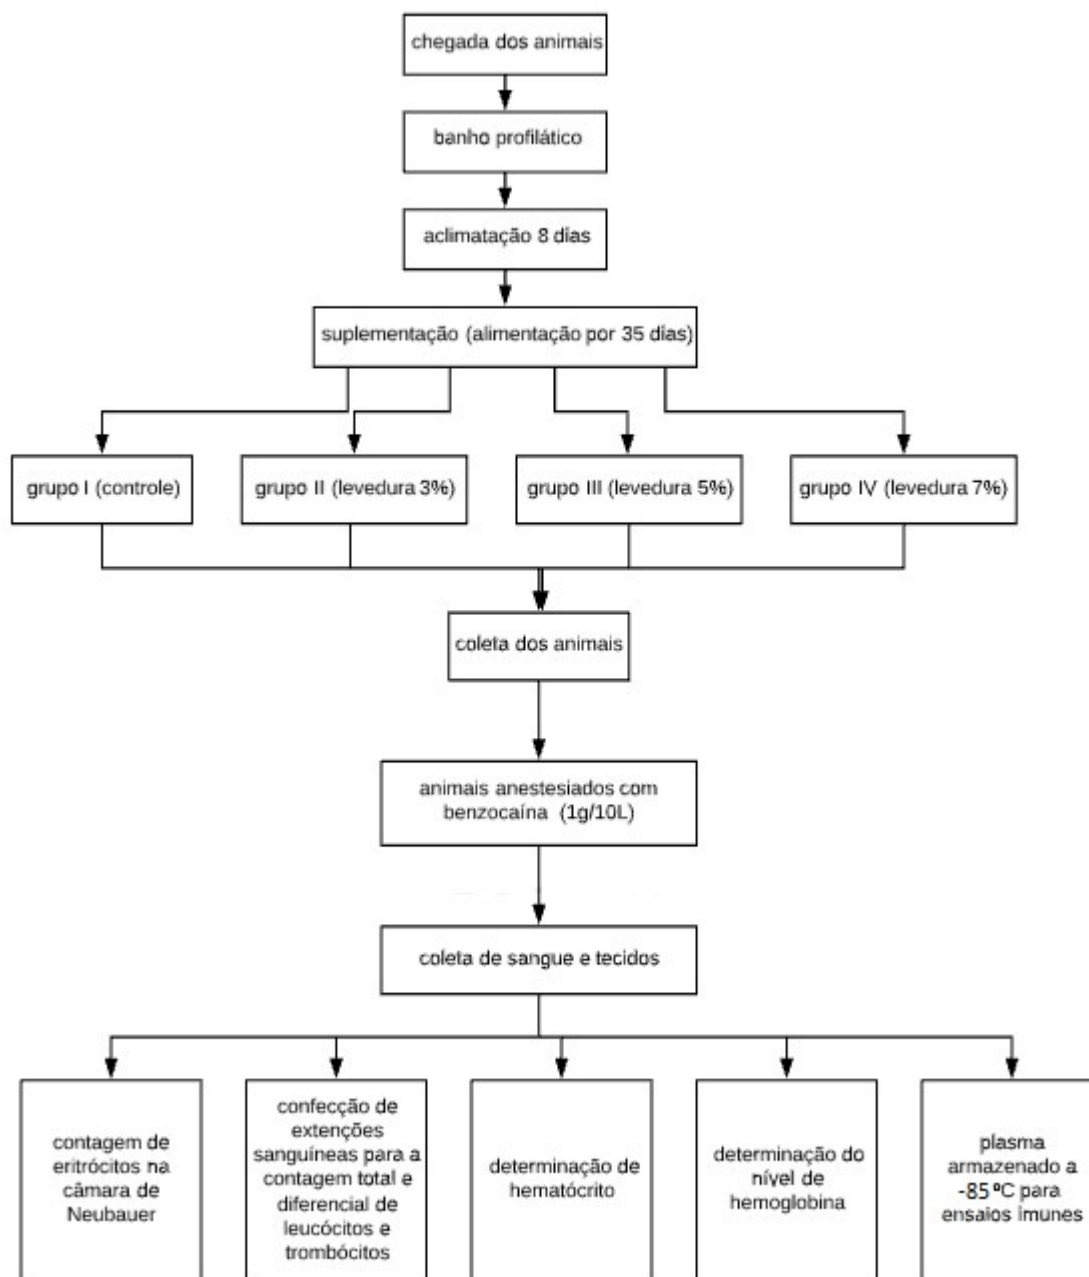 chegada dos animais
banho profilático
aclimatação 8 dias
suplementação (alimentação por 35 dias)
grupo I (controle)
grupo II (levedura 3%)
grupo III (levedura 5%)
grupo IV (levedura 7%)
coleta dos animais
animais anestesiados com
benzocaína (1g/10L)
coleta de sangue e tecidos
contagem de
eritrócitos na
câmara de
Neubauer
confecção de
extenções
sanguíneas para a
contagem total e
diferencial de
leucócitos e
trombócitos
determinação de
hematócrito
determinação do
nível de
hemoglobina
plasma
armazenado a
-85 ºC para
ensaios imunes